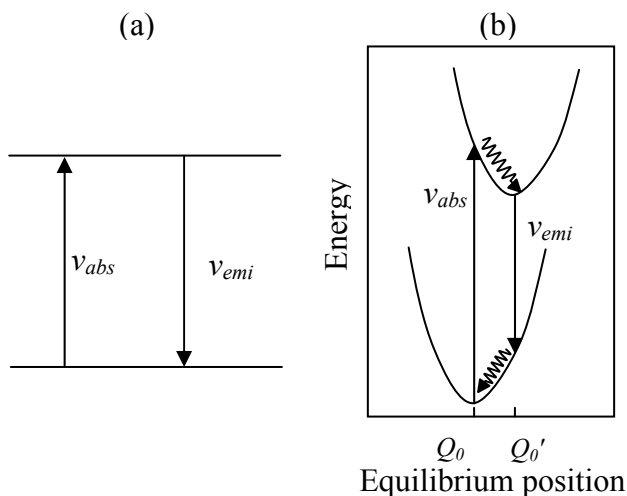 (a)
(b)
v_abs
v_emi
Energy
v_abs
v_emi
Q_0
Q_0'
Equilibrium position